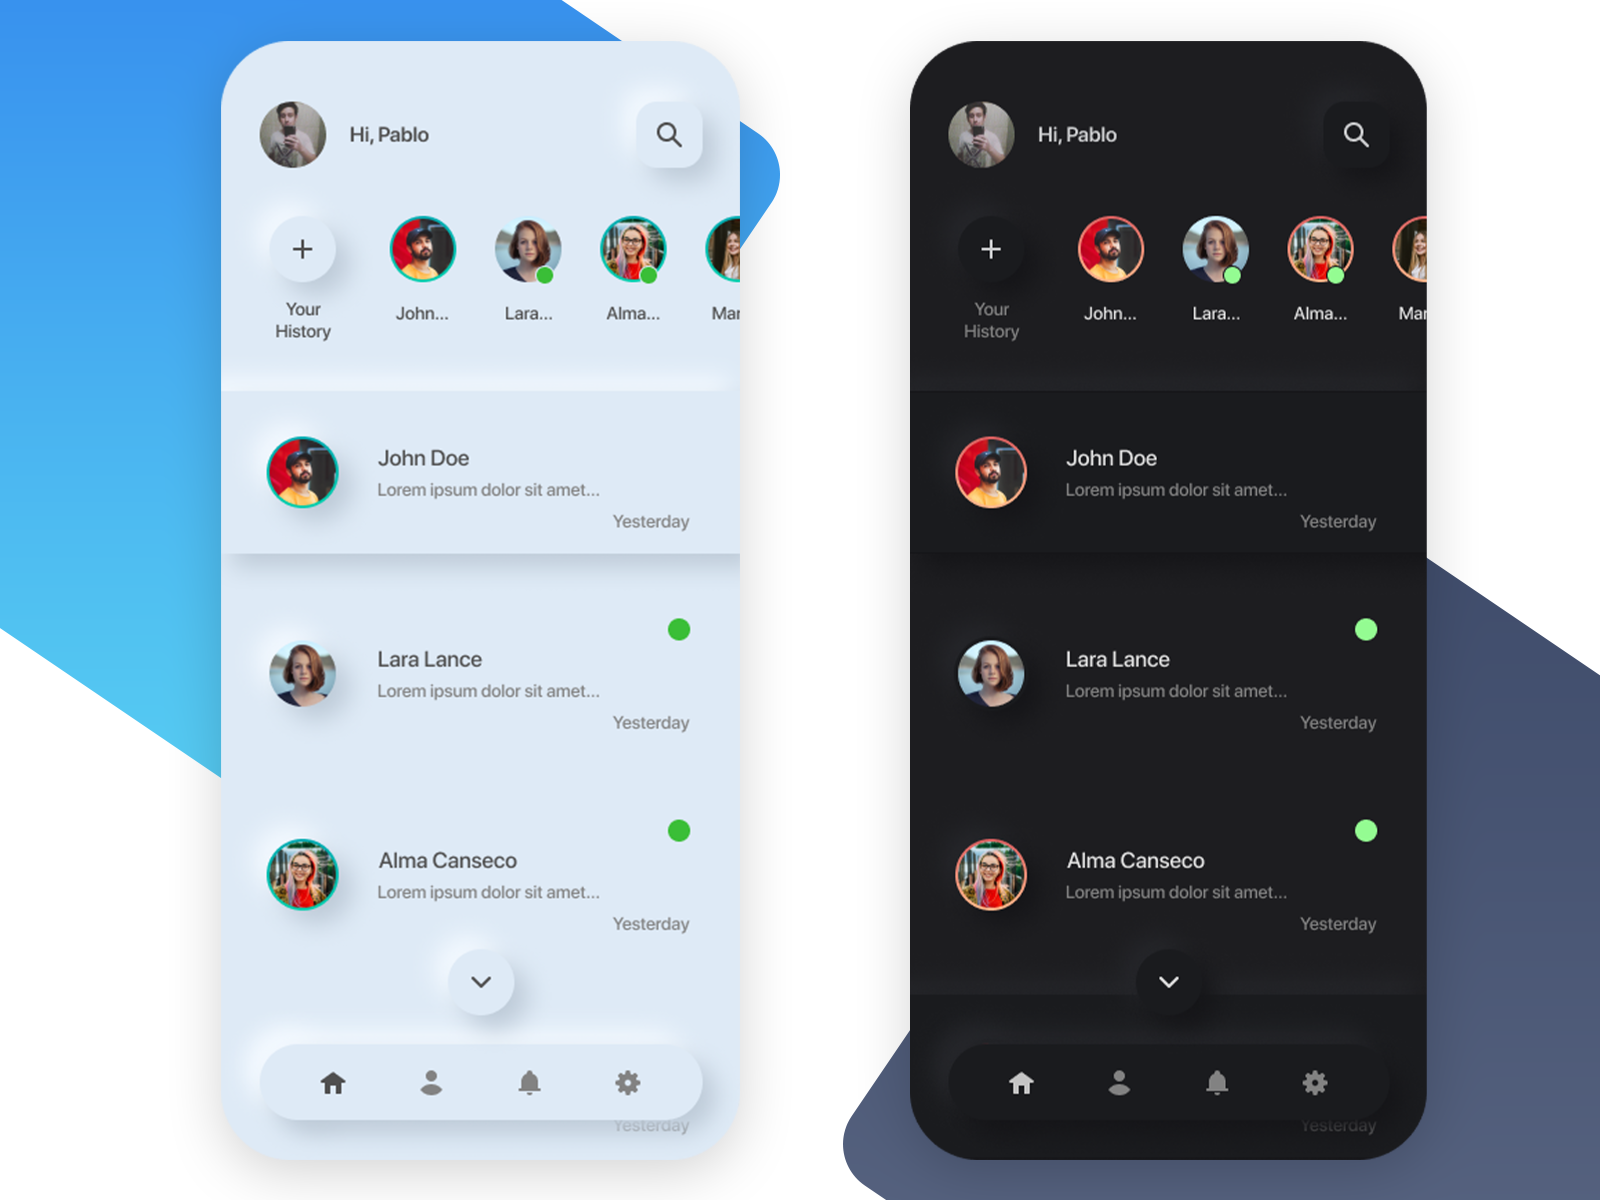 Hi, Pablo
Your
History
John...
Lara...
Alma...
Mar
John Doe
Lorem ipsum dolor sit amet...
Yesterday
Lara Lance
Lorem ipsum dolor sit amet...
Yesterday
Alma Canseco
Lorem ipsum dolor sit amet...
Yesterday
Yesterday
Hi, Pablo
Your
History
John...
Lara...
Alma...
Mar
John Doe
Lorem ipsum dolor sit amet...
Yesterday
Lara Lance
Lorem ipsum dolor sit amet...
Yesterday
Alma Canseco
Lorem ipsum dolor sit amet...
Yesterday
Yesterday